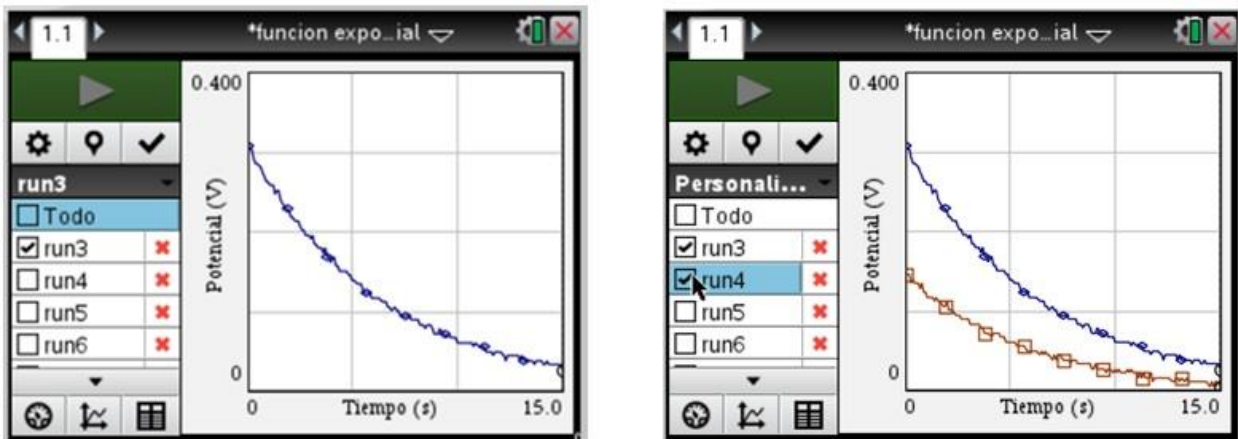 1.1 *funcion expo…ial
run3
Todo
run3
run4
run5
run6
0.400
Potencial (V)
0
0 Tiempo (s) 15.0
1.1 *funcion expo…ial
Personali...
Todo
run3
run4
run5
run6
0.400
Potencial (V)
0
0 Tiempo (s) 15.0